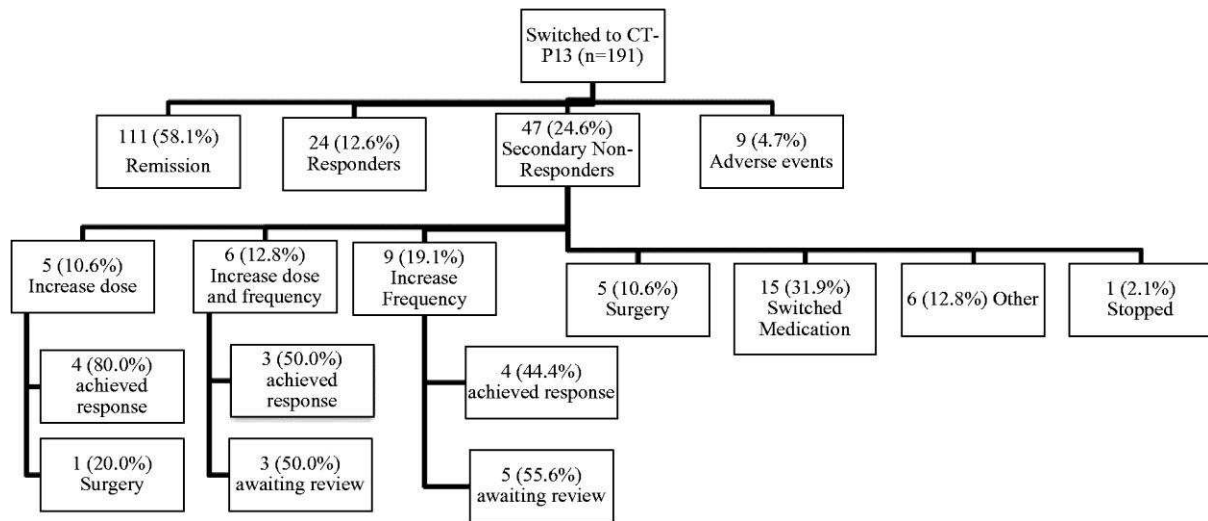 Switched to CT-
P13 (n=191)
111 (58.1%)
Remission
24 (12.6%)
Responders
47 (24.6%)
Secondary Non-
Responders
9 (4.7%)
Adverse events
5 (10.6%)
Increase dose
6 (12.8%)
Increase dose
and frequency
9 (19.1%)
Increase
Frequency
5 (10.6%)
Surgery
15 (31.9%)
Switched
Medication
6 (12.8%) Other
1 (2.1%)
Stopped
4 (80.0%)
achieved
response
3 (50.0%)
achieved
response
4 (44.4%)
achieved response
1 (20.0%)
Surgery
3 (50.0%)
awaiting review
5 (55.6%)
awaiting review